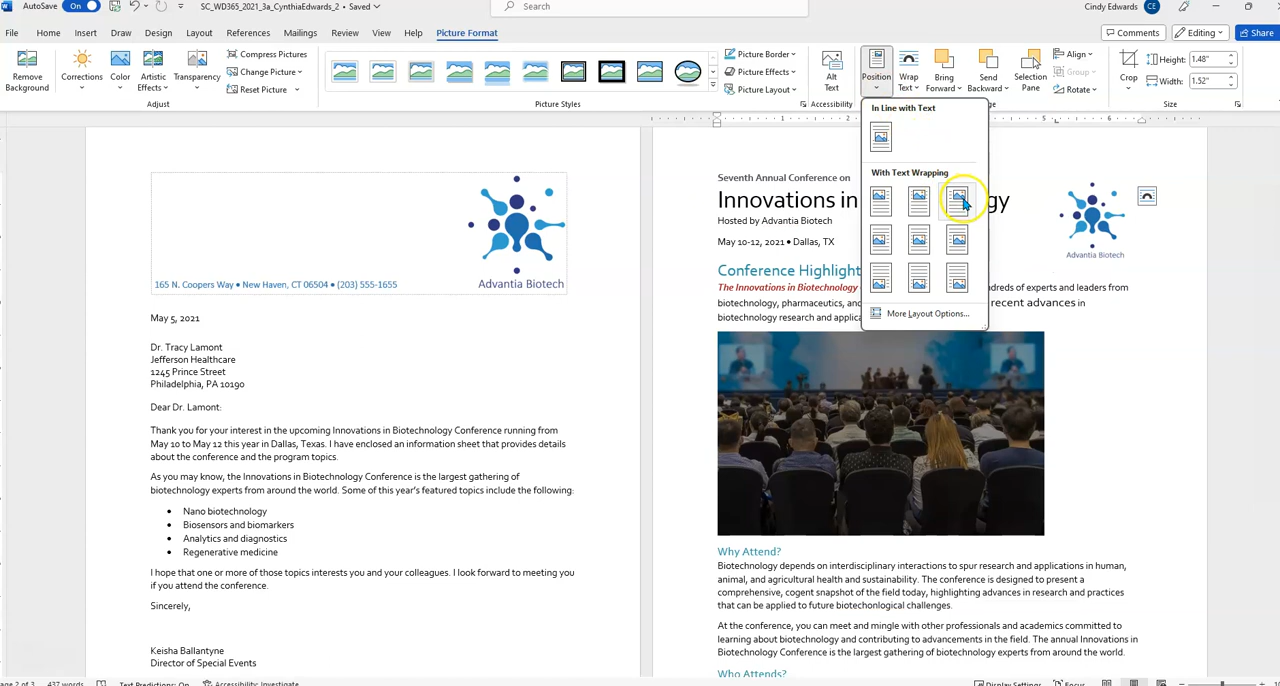 AutoSave On SC_WD365_2021_3a_CynthiaEdwards_2 • Saved Search Cindy Edwards CE
File Home Insert Draw Design Layout References Mailings Review View Help Picture Format Comments Editing Share
Remove Background
Corrections
Color
Artistic Effects
Transparency
Compress Pictures
Change Picture
Reset Picture
Adjust
Picture Styles
Picture Border
Picture Effects
Picture Layout
Alt Text
Accessibility
Position
Wrap Text
Bring Forward
Send Backward
Selection Pane
Align
Group
Rotate
Crop
Height: 1.48"
Width: 1.52"
Size
In Line with Text
With Text Wrapping
More Layout Options...
Advantia Biotech
165 N. Coopers Way • New Haven, CT 06504 • (203) 555-1655
May 5, 2021
Dr. Tracy Lamont
Jefferson Healthcare
1245 Prince Street
Philadelphia, PA 10190
Dear Dr. Lamont:
Thank you for your interest in the upcoming Innovations in Biotechnology Conference running from
May 10 to May 12 this year in Dallas, Texas. I have enclosed an information sheet that provides details
about the conference and the program topics.
As you may know, the Innovations in Biotechnology Conference is the largest gathering of
biotechnology experts from around the world. Some of this year's featured topics include the following:
• Nano biotechnology
• Biosensors and biomarkers
• Analytics and diagnostics
• Regenerative medicine
I hope that one or more of those topics interests you and your colleagues. I look forward to meeting you
if you attend the conference.
Sincerely,
Keisha Ballantyne
Director of Special Events
Seventh Annual Conference on
Innovations in gy
Hosted by Advantia Biotech
May 10-12, 2021 • Dallas, TX
Advantia Biotech
Conference Highlight
The Innovations in Biotechnology dreds of experts and leaders from
biotechnology, pharmaceutics, and recent advances in
biotechnology research and applica
Why Attend?
Biotechnology depends on interdisciplinary interactions to spur research and applications in human,
animal, and agricultural health and sustainability. The conference is designed to present a
comprehensive, cogent snapshot of the field today, highlighting advances in research and practices
that can be applied to future biotechonlogical challenges.
At the conference, you can meet and mingle with other professionals and academics committed to
learning about biotechnology and contributing to advancements in the field. The annual Innovations in
Biotechnology Conference is the largest gathering of biotechnology experts from around the world.
Who Attends?
age 2 of 3 437 words Text Predictions: On Accessibility: Investigate Display Settings Focus